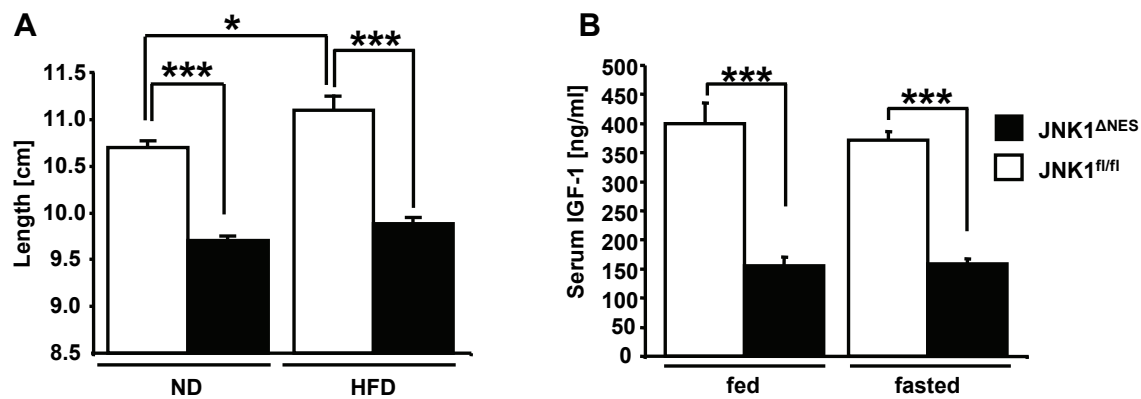 A
*
***
***
11.5
11.0
10.5
10.0
9.5
9.0
8.5
Length [cm]
ND
HFD
B
***
***
500
450
400
350
300
250
200
150
100
50
0
Serum IGF-1 [ng/ml]
fed
fasted
JNK1ΔNES
JNK1fl/fl